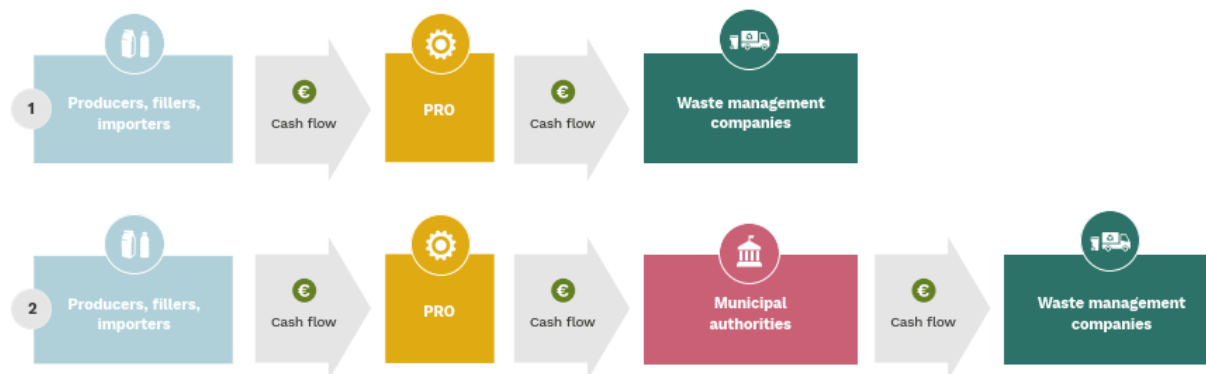 1
Producers, fillers,
importers
€
Cash flow
PRO
€
Cash flow
Waste management
companies
2
Producers, fillers,
importers
€
Cash flow
PRO
€
Cash flow
Municipal
authorities
€
Cash flow
Waste management
companies